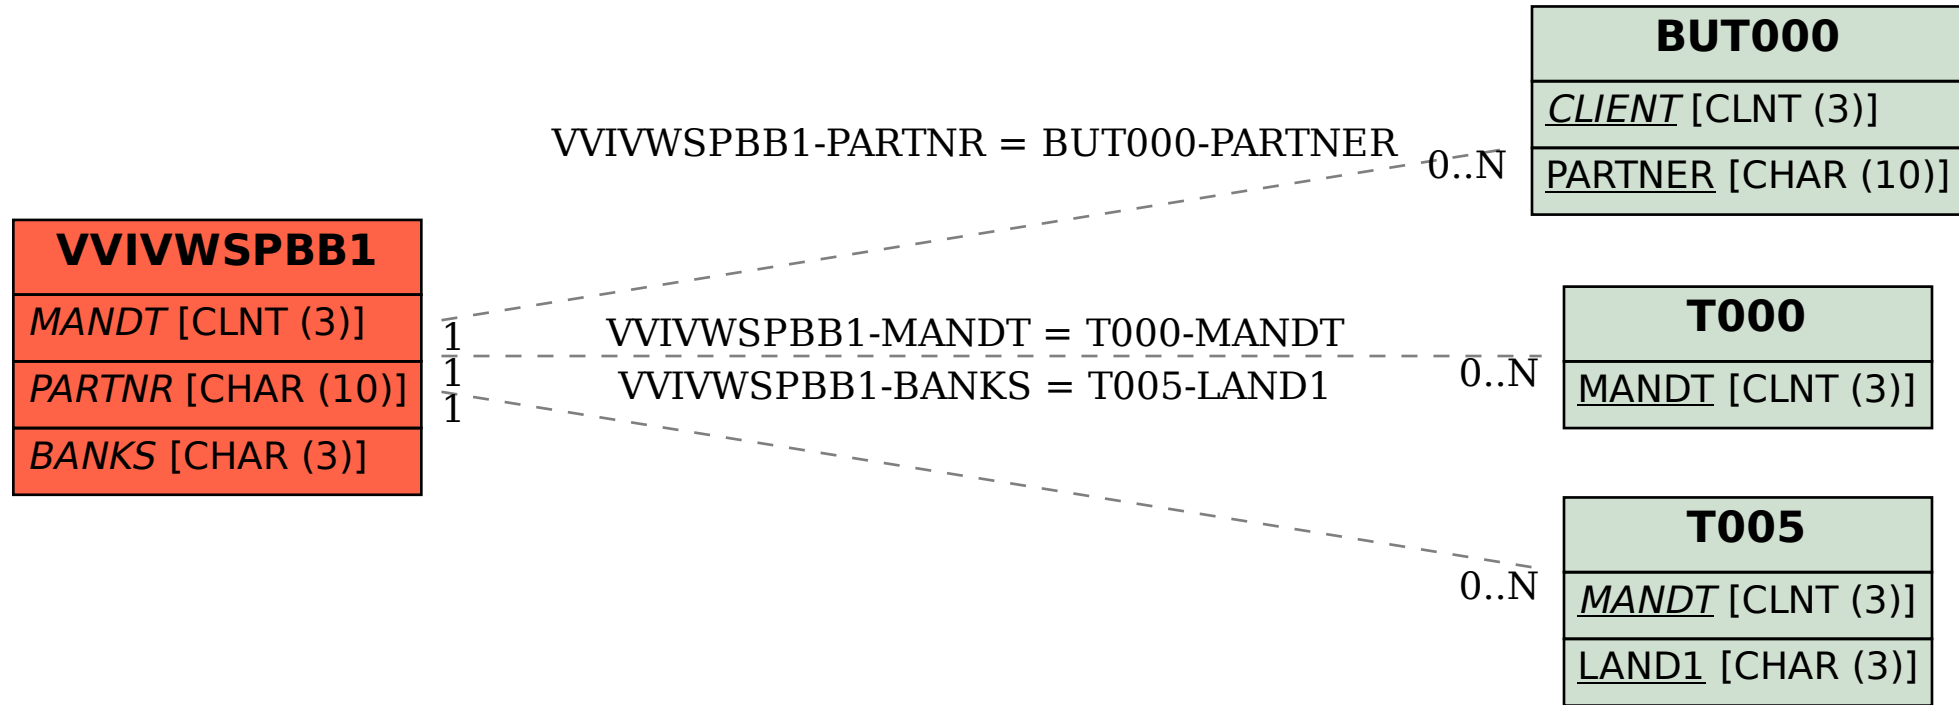 BUT000
CLIENT [CLNT (3)]
PARTNER [CHAR (10)]
VVIVWSPBB1-PARTNR = BUT000-PARTNER
0..N
VVIVWSPBB1
MANDT [CLNT (3)]
PARTNR [CHAR (10)]
BANKS [CHAR (3)]
1
VVIVWSPBB1-MANDT = T000-MANDT
1
0..N
VVIVWSPBB1-BANKS = T005-LAND1
1
T000
MANDT [CLNT (3)]
0..N
T005
MANDT [CLNT (3)]
LAND1 [CHAR (3)]